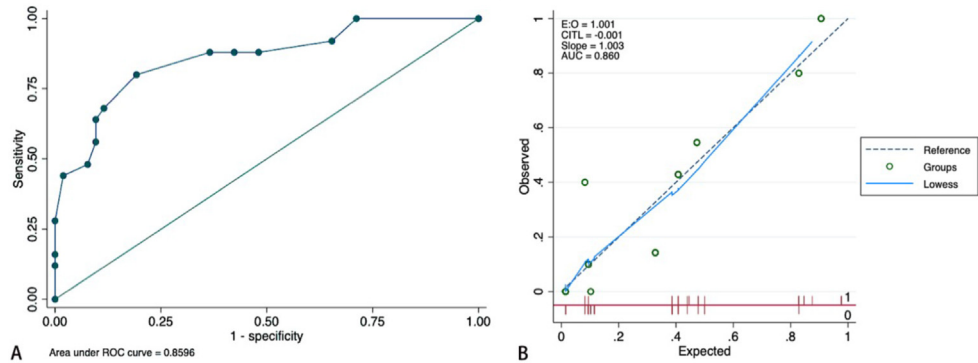 1.00
0.75
0.50
0.25
0.00
Sensitivity
0.00 0.25 0.50 0.75 1.00
1 - specificity
Area under ROC curve = 0.8596
A
E:O = 1.001
CITL = -0.001
Slope = 1.003
AUC = 0.860
1
.8
.6
.4
.2
0
Observed
1
0
0 .2 .4 .6 .8 1
Expected
B
Reference
Groups
Lowess